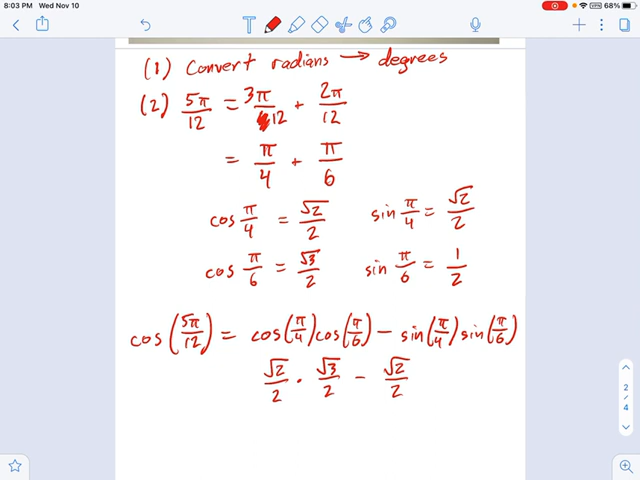 8:03 PM Wed Nov 10 68%
(1) Convert radians → degrees
(2) 5π/12 = 3π/12 + 2π/12
= π/4 + π/6
cos π/4 = √2/2 sin π/4 = √2/2
cos π/6 = √3/2 sin π/6 = 1/2
cos(5π/12) = cos(π/4)cos(π/6) − sin(π/4)sin(π/6)
√2/2 · √3/2 − √2/2
2
/
4